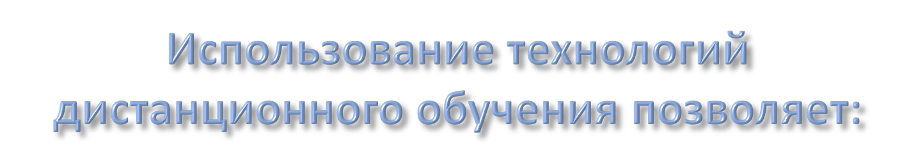 Использование технологий
дистанционного обучения позволяет: